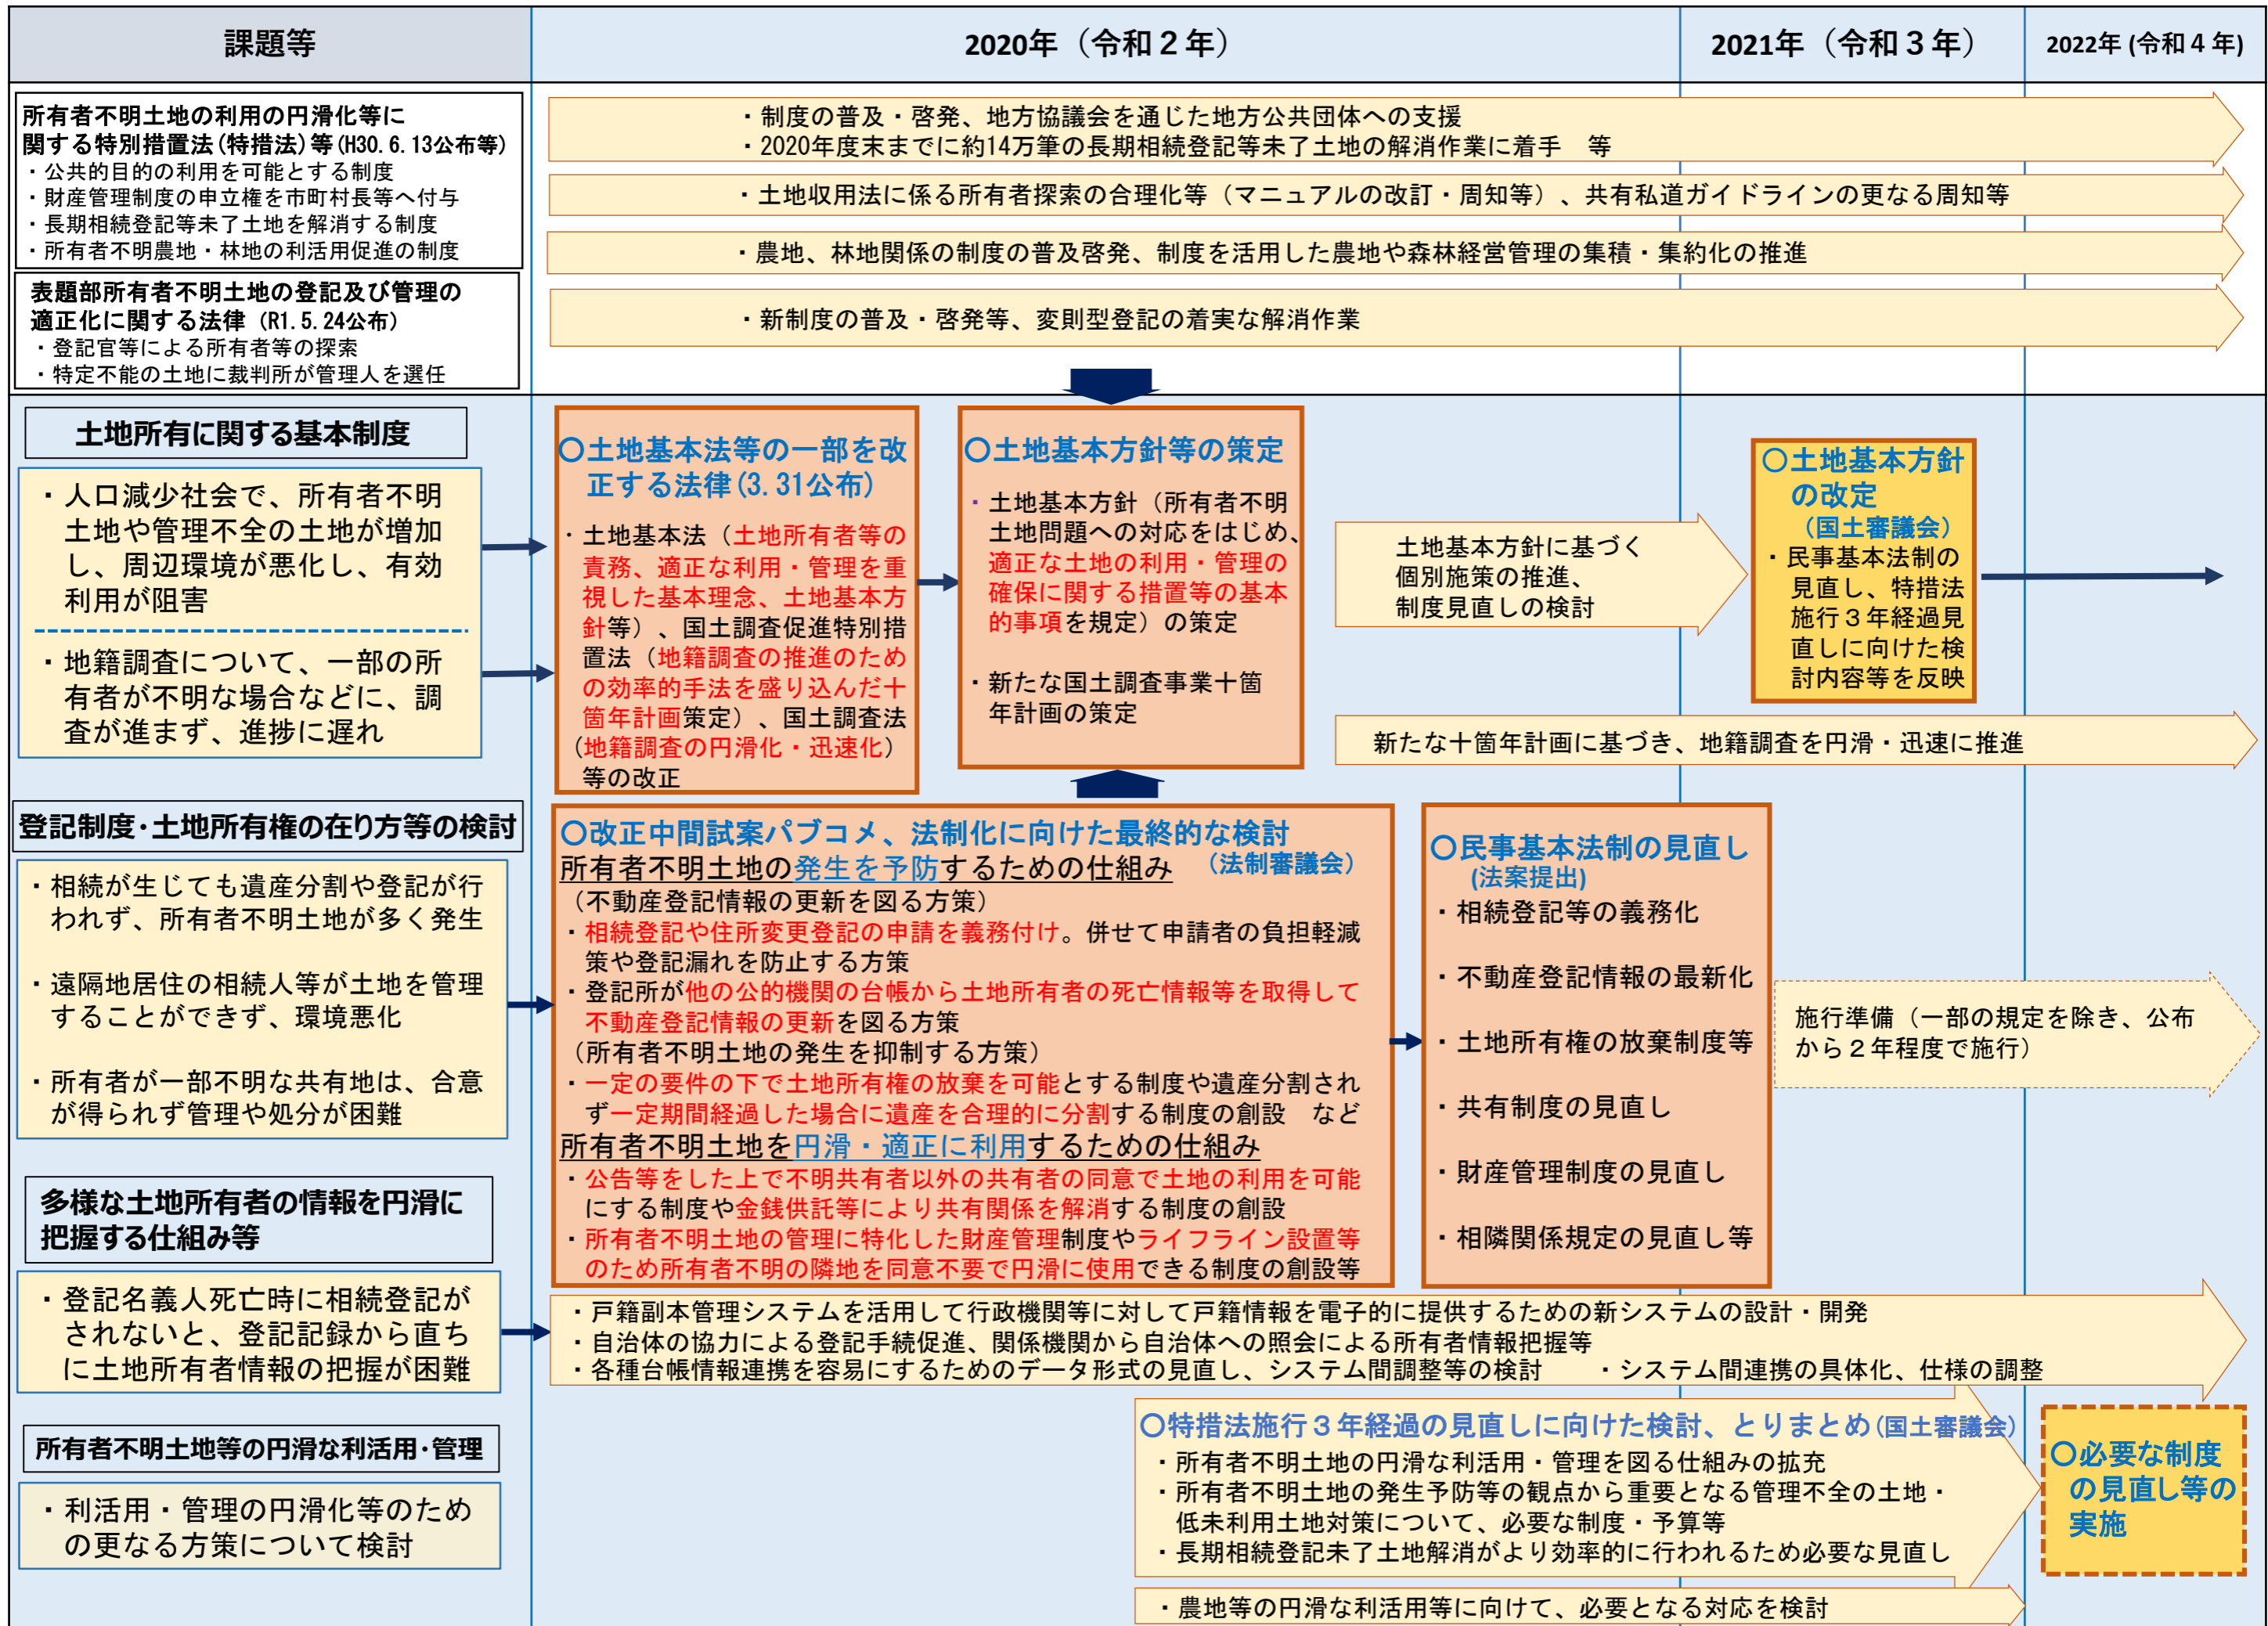 課題等
2020年（令和２年）
2021年（令和３年）
2022年 (令和４年)
所有者不明土地の利用の円滑化等に
関する特別措置法(特措法)等(H30.6.13公布等)
・公共的目的の利用を可能とする制度
・財産管理制度の申立権を市町村長等へ付与
・長期相続登記等未了土地を解消する制度
・所有者不明農地・林地の利活用促進の制度
・制度の普及・啓発、地方協議会を通じた地方公共団体への支援
・2020年度末までに約14万筆の長期相続登記等未了土地の解消作業に着手　等
・土地収用法に係る所有者探索の合理化等（マニュアルの改訂・周知等）、共有私道ガイドラインの更なる周知等
・農地、林地関係の制度の普及啓発、制度を活用した農地や森林経営管理の集積・集約化の推進
表題部所有者不明土地の登記及び管理の
適正化に関する法律（R1.5.24公布）
・登記官等による所有者等の探索
・特定不能の土地に裁判所が管理人を選任
・新制度の普及・啓発等、変則型登記の着実な解消作業
土地所有に関する基本制度
・人口減少社会で、所有者不明
土地や管理不全の土地が増加
し、周辺環境が悪化し、有効
利用が阻害
・地籍調査について、一部の所
有者が不明な場合などに、調
査が進まず、進捗に遅れ
〇土地基本法等の一部を改
正する法律(3.31公布)
・土地基本法（土地所有者等の
責務、適正な利用・管理を重
視した基本理念、土地基本方
針等）、国土調査促進特別措
置法（地籍調査の推進のため
の効率的手法を盛り込んだ十
箇年計画策定）、国土調査法
（地籍調査の円滑化・迅速化）
等の改正
〇土地基本方針等の策定
・土地基本方針（所有者不明
土地問題への対応をはじめ、
適正な土地の利用・管理の
確保に関する措置等の基本
的事項を規定）の策定
・新たな国土調査事業十箇
年計画の策定
土地基本方針に基づく
個別施策の推進、
制度見直しの検討
〇土地基本方針
の改定
（国土審議会）
・民事基本法制の
見直し、特措法
施行３年経過見
直しに向けた検
討内容等を反映
新たな十箇年計画に基づき、地籍調査を円滑・迅速に推進
登記制度・土地所有権の在り方等の検討
・相続が生じても遺産分割や登記が行
われず、所有者不明土地が多く発生
・遠隔地居住の相続人等が土地を管理
することができず、環境悪化
・所有者が一部不明な共有地は、合意
が得られず管理や処分が困難
〇改正中間試案パブコメ、法制化に向けた最終的な検討
所有者不明土地の発生を予防するための仕組み　（法制審議会）
（不動産登記情報の更新を図る方策）
・相続登記や住所変更登記の申請を義務付け。併せて申請者の負担軽減
策や登記漏れを防止する方策
・登記所が他の公的機関の台帳から土地所有者の死亡情報等を取得して
不動産登記情報の更新を図る方策
（所有者不明土地の発生を抑制する方策）
・一定の要件の下で土地所有権の放棄を可能とする制度や遺産分割され
ず一定期間経過した場合に遺産を合理的に分割する制度の創設　など
所有者不明土地を円滑・適正に利用するための仕組み
・公告等をした上で不明共有者以外の共有者の同意で土地の利用を可能
にする制度や金銭供託等により共有関係を解消する制度の創設
・所有者不明土地の管理に特化した財産管理制度やライフライン設置等
のため所有者不明の隣地を同意不要で円滑に使用できる制度の創設等
〇民事基本法制の見直し
(法案提出)
・相続登記等の義務化
・不動産登記情報の最新化
・土地所有権の放棄制度等
・共有制度の見直し
・財産管理制度の見直し
・相隣関係規定の見直し等
施行準備（一部の規定を除き、公布
から２年程度で施行）
多様な土地所有者の情報を円滑に
把握する仕組み等
・登記名義人死亡時に相続登記が
されないと、登記記録から直ち
に土地所有者情報の把握が困難
・戸籍副本管理システムを活用して行政機関等に対して戸籍情報を電子的に提供するための新システムの設計・開発
・自治体の協力による登記手続促進、関係機関から自治体への照会による所有者情報把握等
・各種台帳情報連携を容易にするためのデータ形式の見直し、システム間調整等の検討　　・システム間連携の具体化、仕様の調整
所有者不明土地等の円滑な利活用・管理
・利活用・管理の円滑化等のため
の更なる方策について検討
〇特措法施行３年経過の見直しに向けた検討、とりまとめ(国土審議会)
・所有者不明土地の円滑な利活用・管理を図る仕組みの拡充
・所有者不明土地の発生予防等の観点から重要となる管理不全の土地・
低未利用土地対策について、必要な制度・予算等
・長期相続登記未了土地解消がより効率的に行われるため必要な見直し
・農地等の円滑な利活用等に向けて、必要となる対応を検討
〇必要な制度
の見直し等の
実施